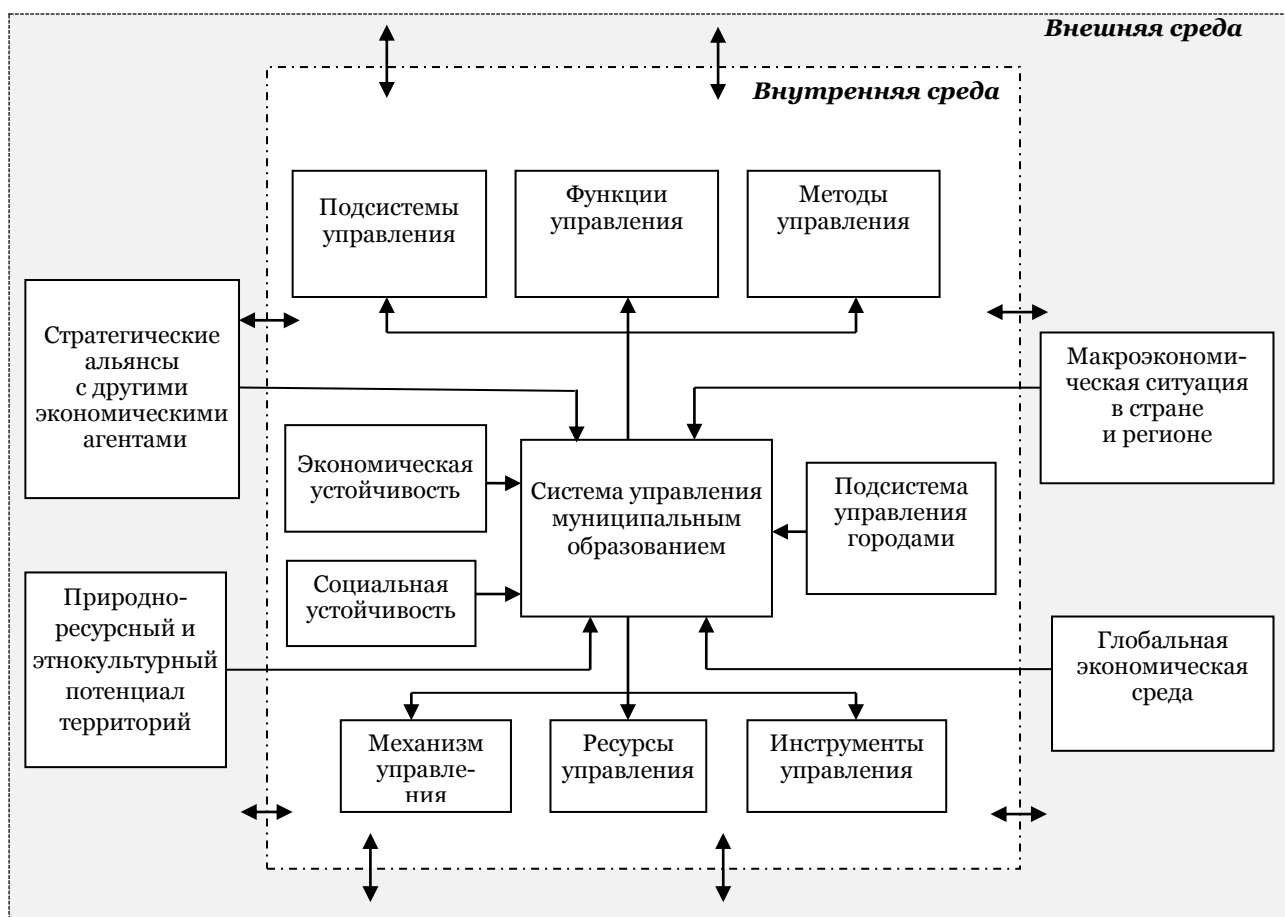 Внешняя среда
Внутренняя среда
Подсистемы
управления
Функции
управления
Методы
управления
Стратегические
альянсы
с другими
экономическими
агентами
Макроэкономи-
ческая ситуация
в стране
и регионе
Экономическая
устойчивость
Система управления
муниципальным
образованием
Подсистема
управления
городами
Социальная
устойчивость
Природно-
ресурсный и
этнокультурный
потенциал
территорий
Глобальная
экономическая
среда
Механизм
управле-
ния
Ресурсы
управления
Инструменты
управления